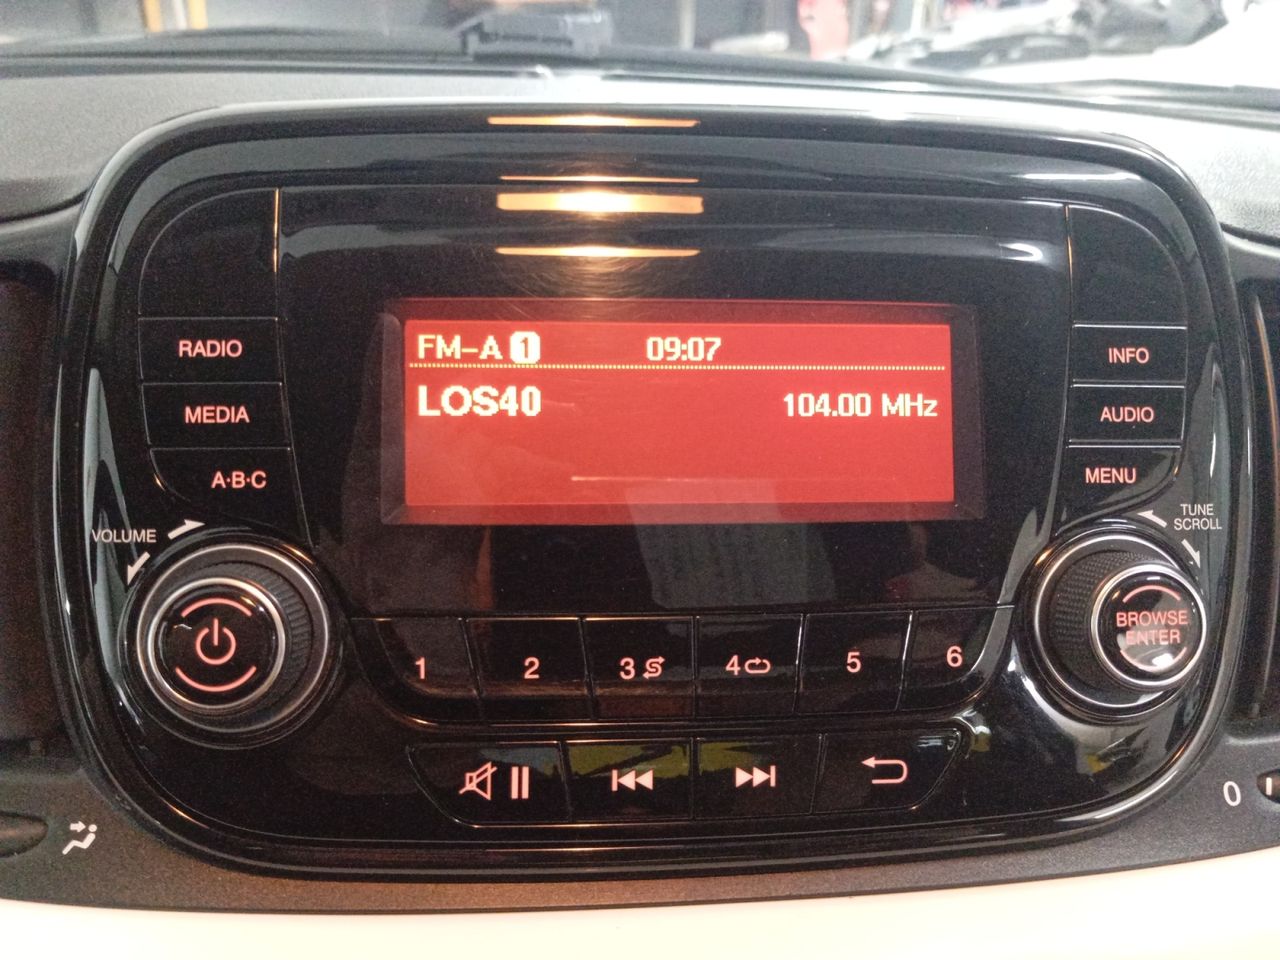 FM-A 1 09:07
LOS40 104.00 MHz
RADIO
MEDIA
A·B·C
INFO
AUDIO
MENU
VOLUME
TUNE
SCROLL
BROWSE
ENTER
1 2 3 4 5 6
0